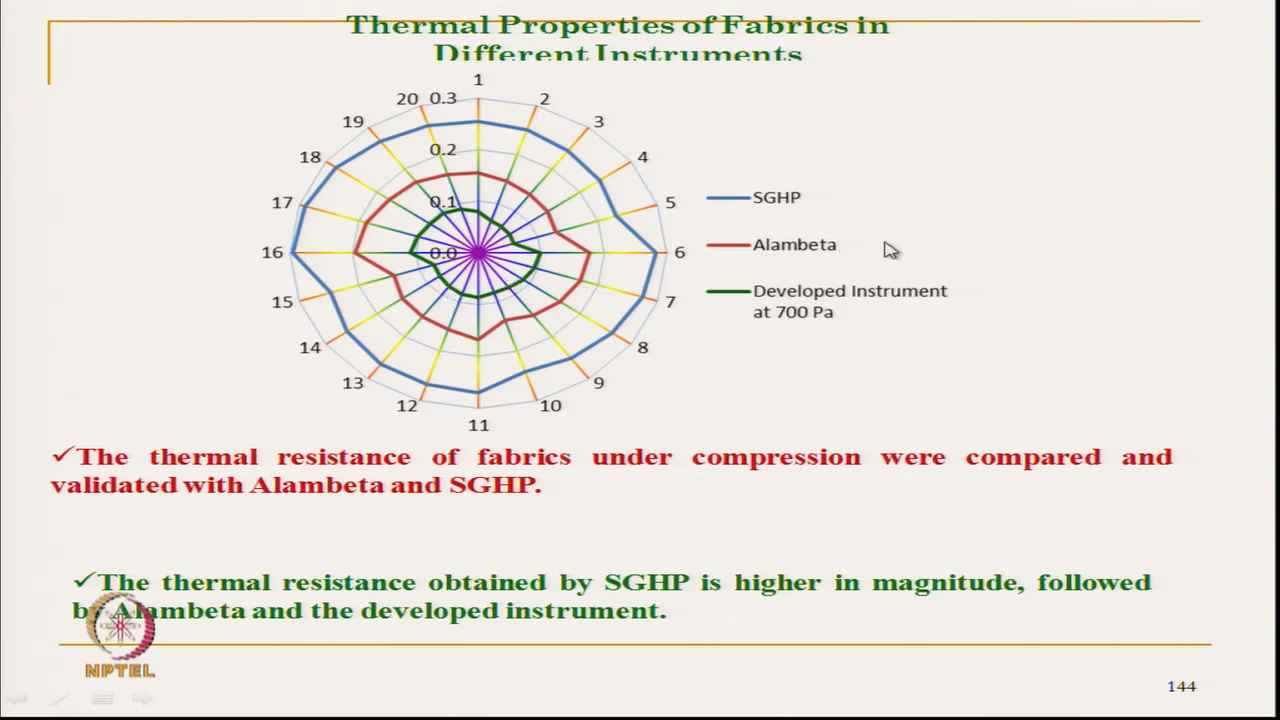 Thermal Properties of Fabrics in
Different Instruments
1
20 0.3 2
19 3
0.2
18 4
17 0.1 5
16 0.0 6
15 7
14 8
13 9
12 10
11
SGHP
Alambeta
Developed Instrument
at 700 Pa
✓The thermal resistance of fabrics under compression were compared and
validated with Alambeta and SGHP.
✓The thermal resistance obtained by SGHP is higher in magnitude, followed
by Alambeta and the developed instrument.
NPTEL
144